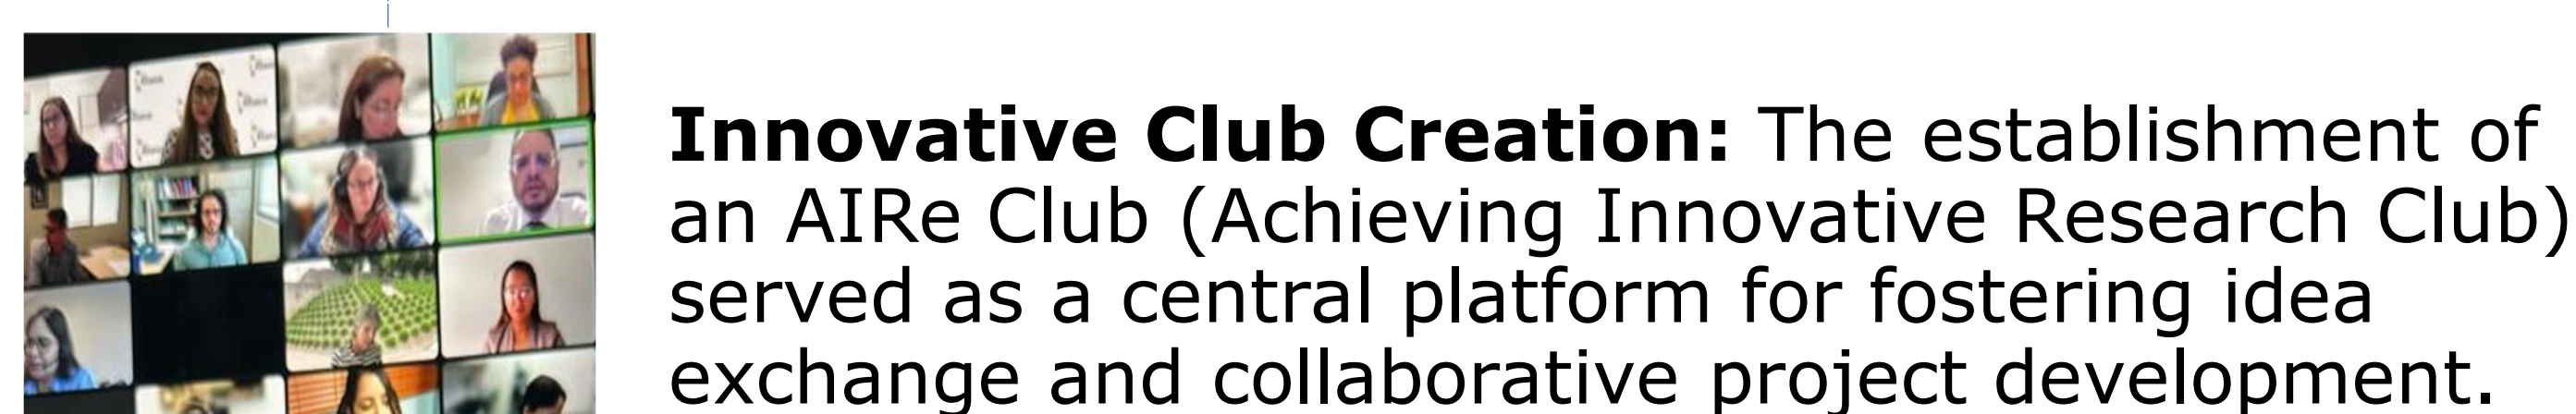 Innovative Club Creation: The establishment of
an AIRe Club (Achieving Innovative Research Club)
served as a central platform for fostering idea
exchange and collaborative project development.